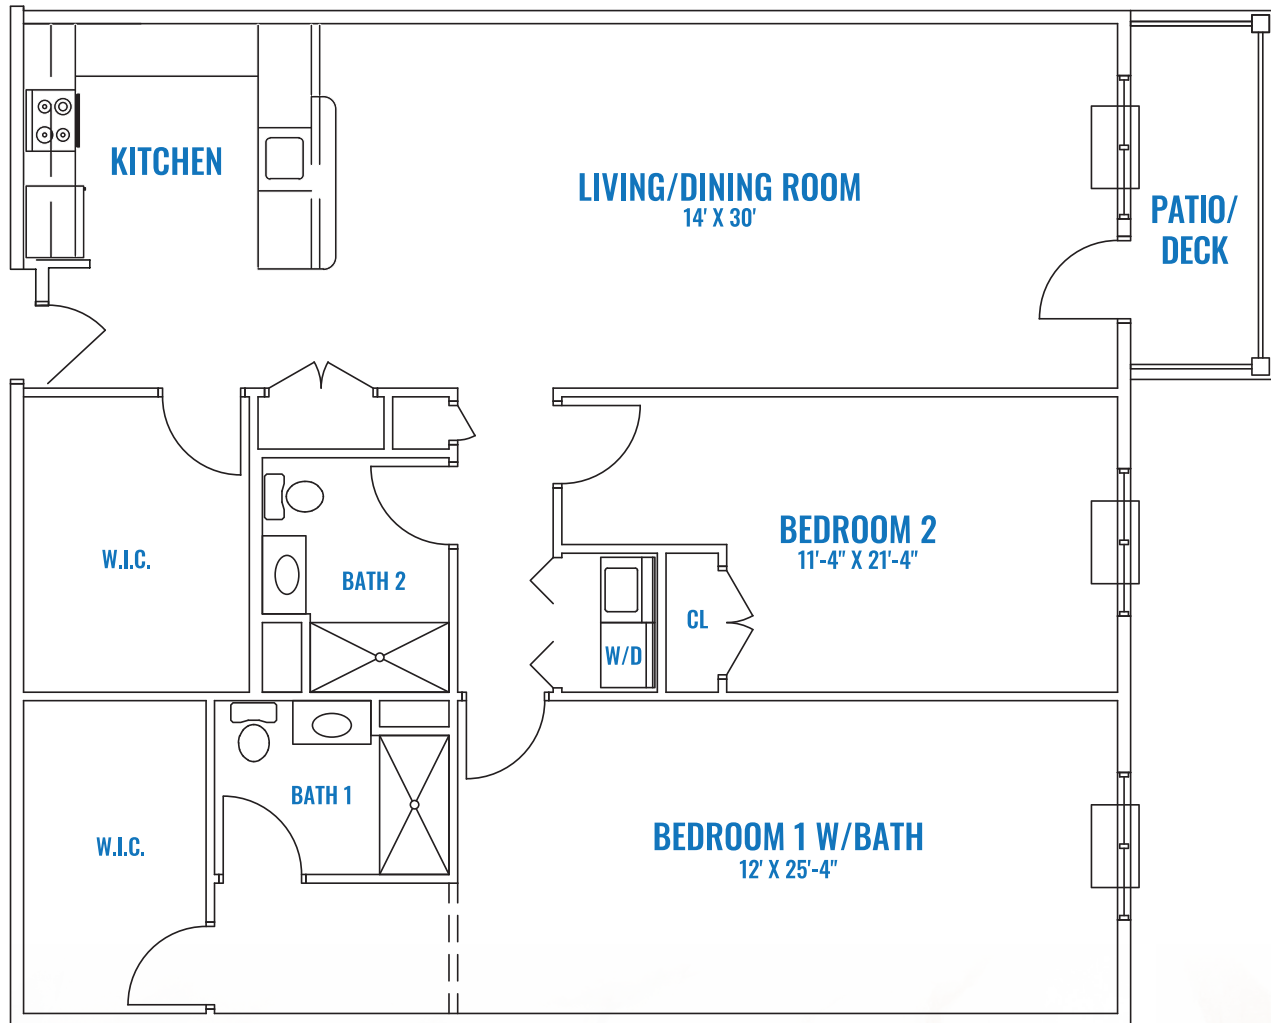 KITCHEN
LIVING/DINING ROOM
14' X 30'
PATIO/
DECK
BEDROOM 2
11'-4" X 21'-4"
W.I.C.
BATH 2
CL
W/D
BATH 1
W.I.C.
BEDROOM 1 W/BATH
12' X 25'-4"